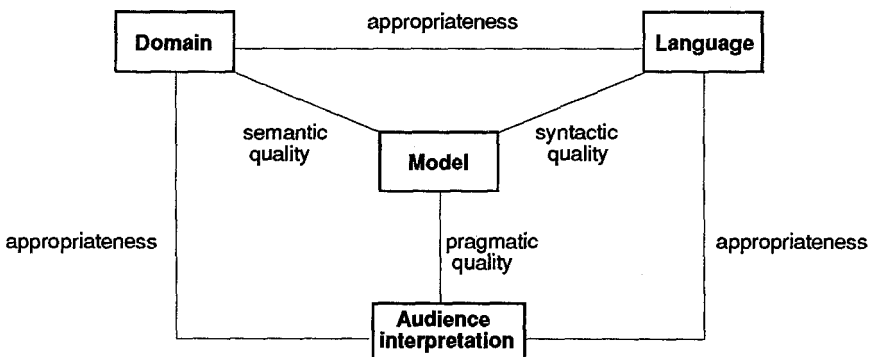 appropriateness
Domain
Language
semantic
quality
syntactic
quality
Model
appropriateness
pragmatic
quality
appropriateness
Audience
interpretation